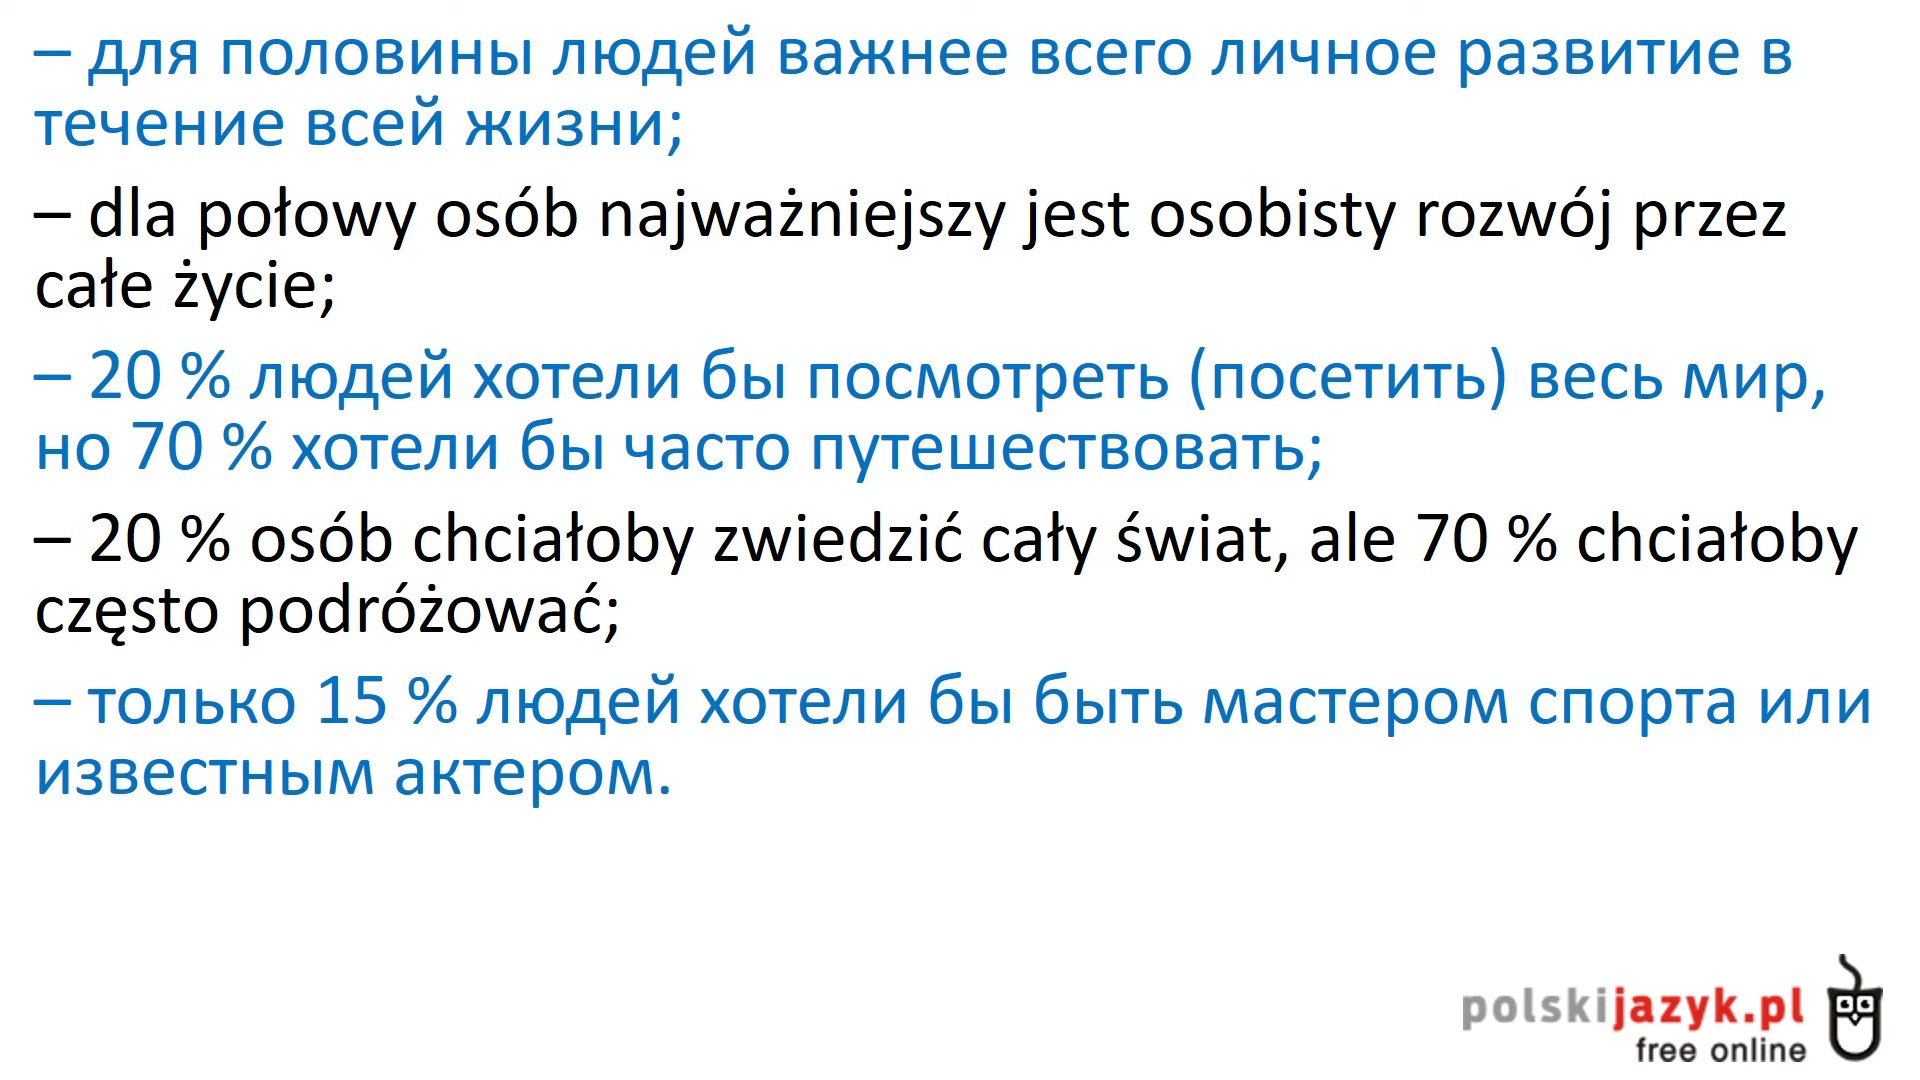 – для половины людей важнее всего личное развитие в
течение всей жизни;
– dla połowy osób najważniejszy jest osobisty rozwój przez
całe życie;
– 20 % людей хотели бы посмотреть (посетить) весь мир,
но 70 % хотели бы часто путешествовать;
– 20 % osób chciałoby zwiedzić cały świat, ale 70 % chciałoby
często podróżować;
– только 15 % людей хотели бы быть мастером спорта или
известным актером.
polskijazyk.pl
free online